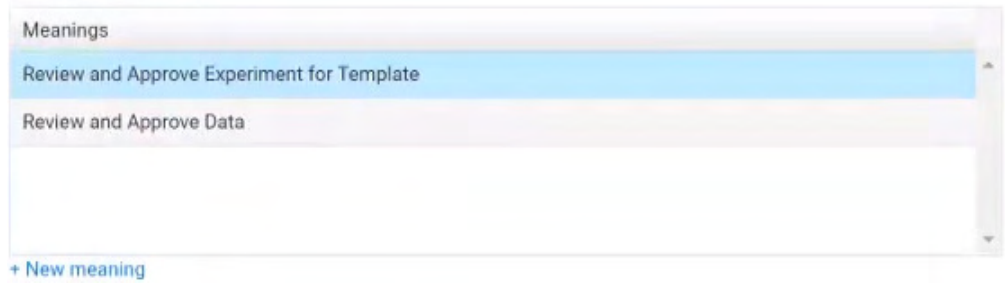 Meanings
Review and Approve Experiment for Template
Review and Approve Data
+ New meaning